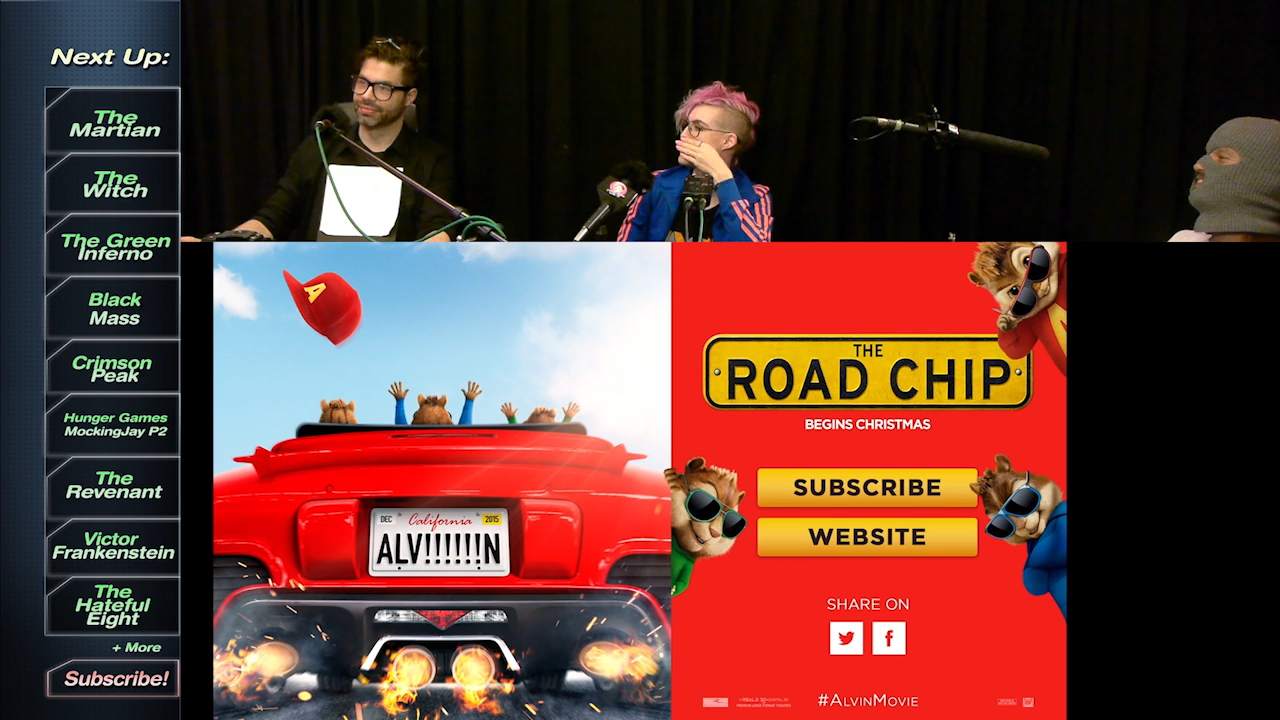 Next Up:
The
Martian
The
Witch
The Green
Inferno
Black
Mass
Crimson
Peak
Hunger Games
MockingJay P2
The
Revenant
Victor
Frankenstein
The
Hateful
Eight
+ More
Subscribe!
A
DEC
California
2015
ALV!!!!!!N
THE
ROAD CHIP
BEGINS CHRISTMAS
SUBSCRIBE
WEBSITE
SHARE ON
#ALVINMOVIE